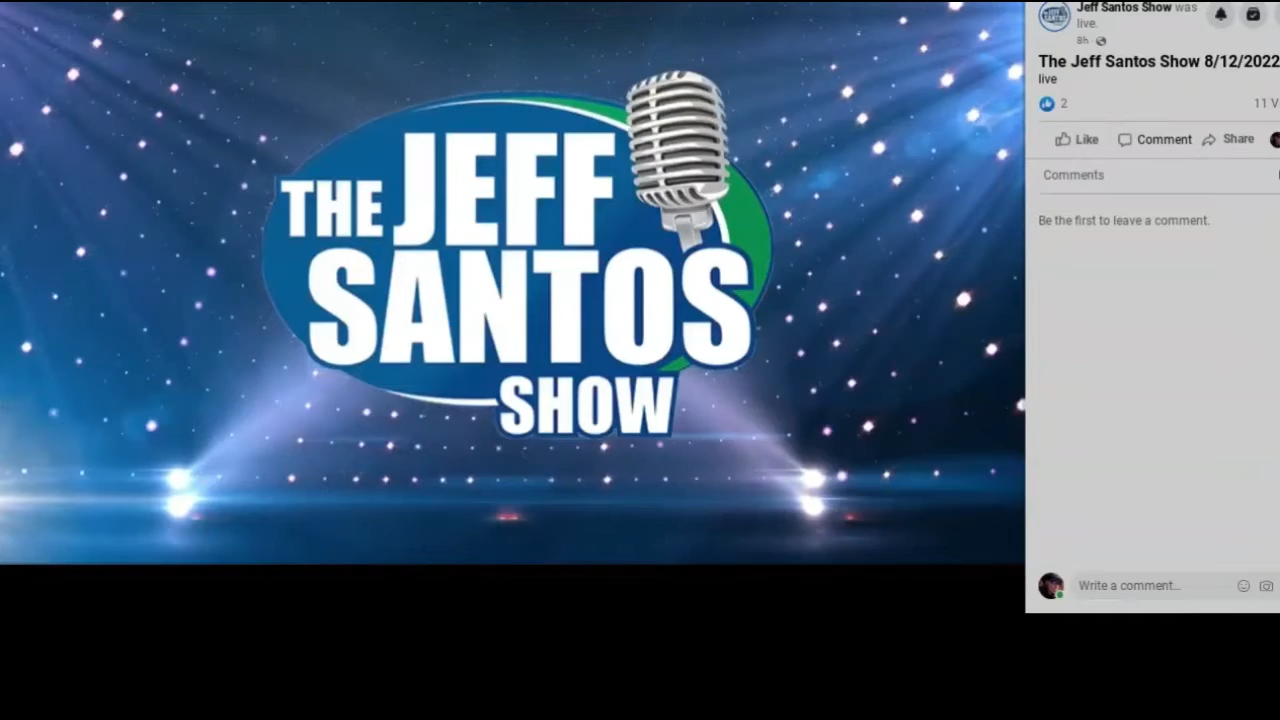 THE JEFF
SANTOS
SHOW
Jeff Santos Show was
live.
8h
The Jeff Santos Show 8/12/2022
live
2
11 V
Like Comment Share
Comments
Be the first to leave a comment.
Write a comment...